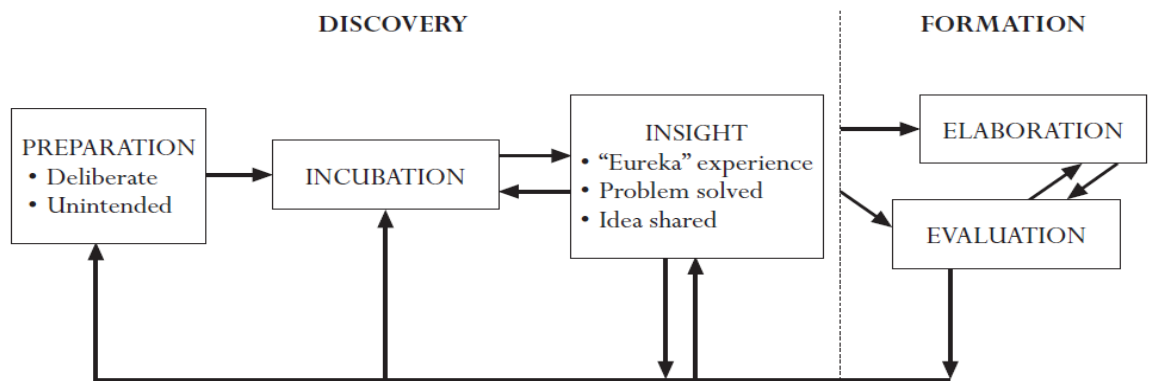 DISCOVERY
FORMATION
PREPARATION
• Deliberate
• Unintended
INCUBATION
INSIGHT
• “Eureka” experience
• Problem solved
• Idea shared
ELABORATION
EVALUATION